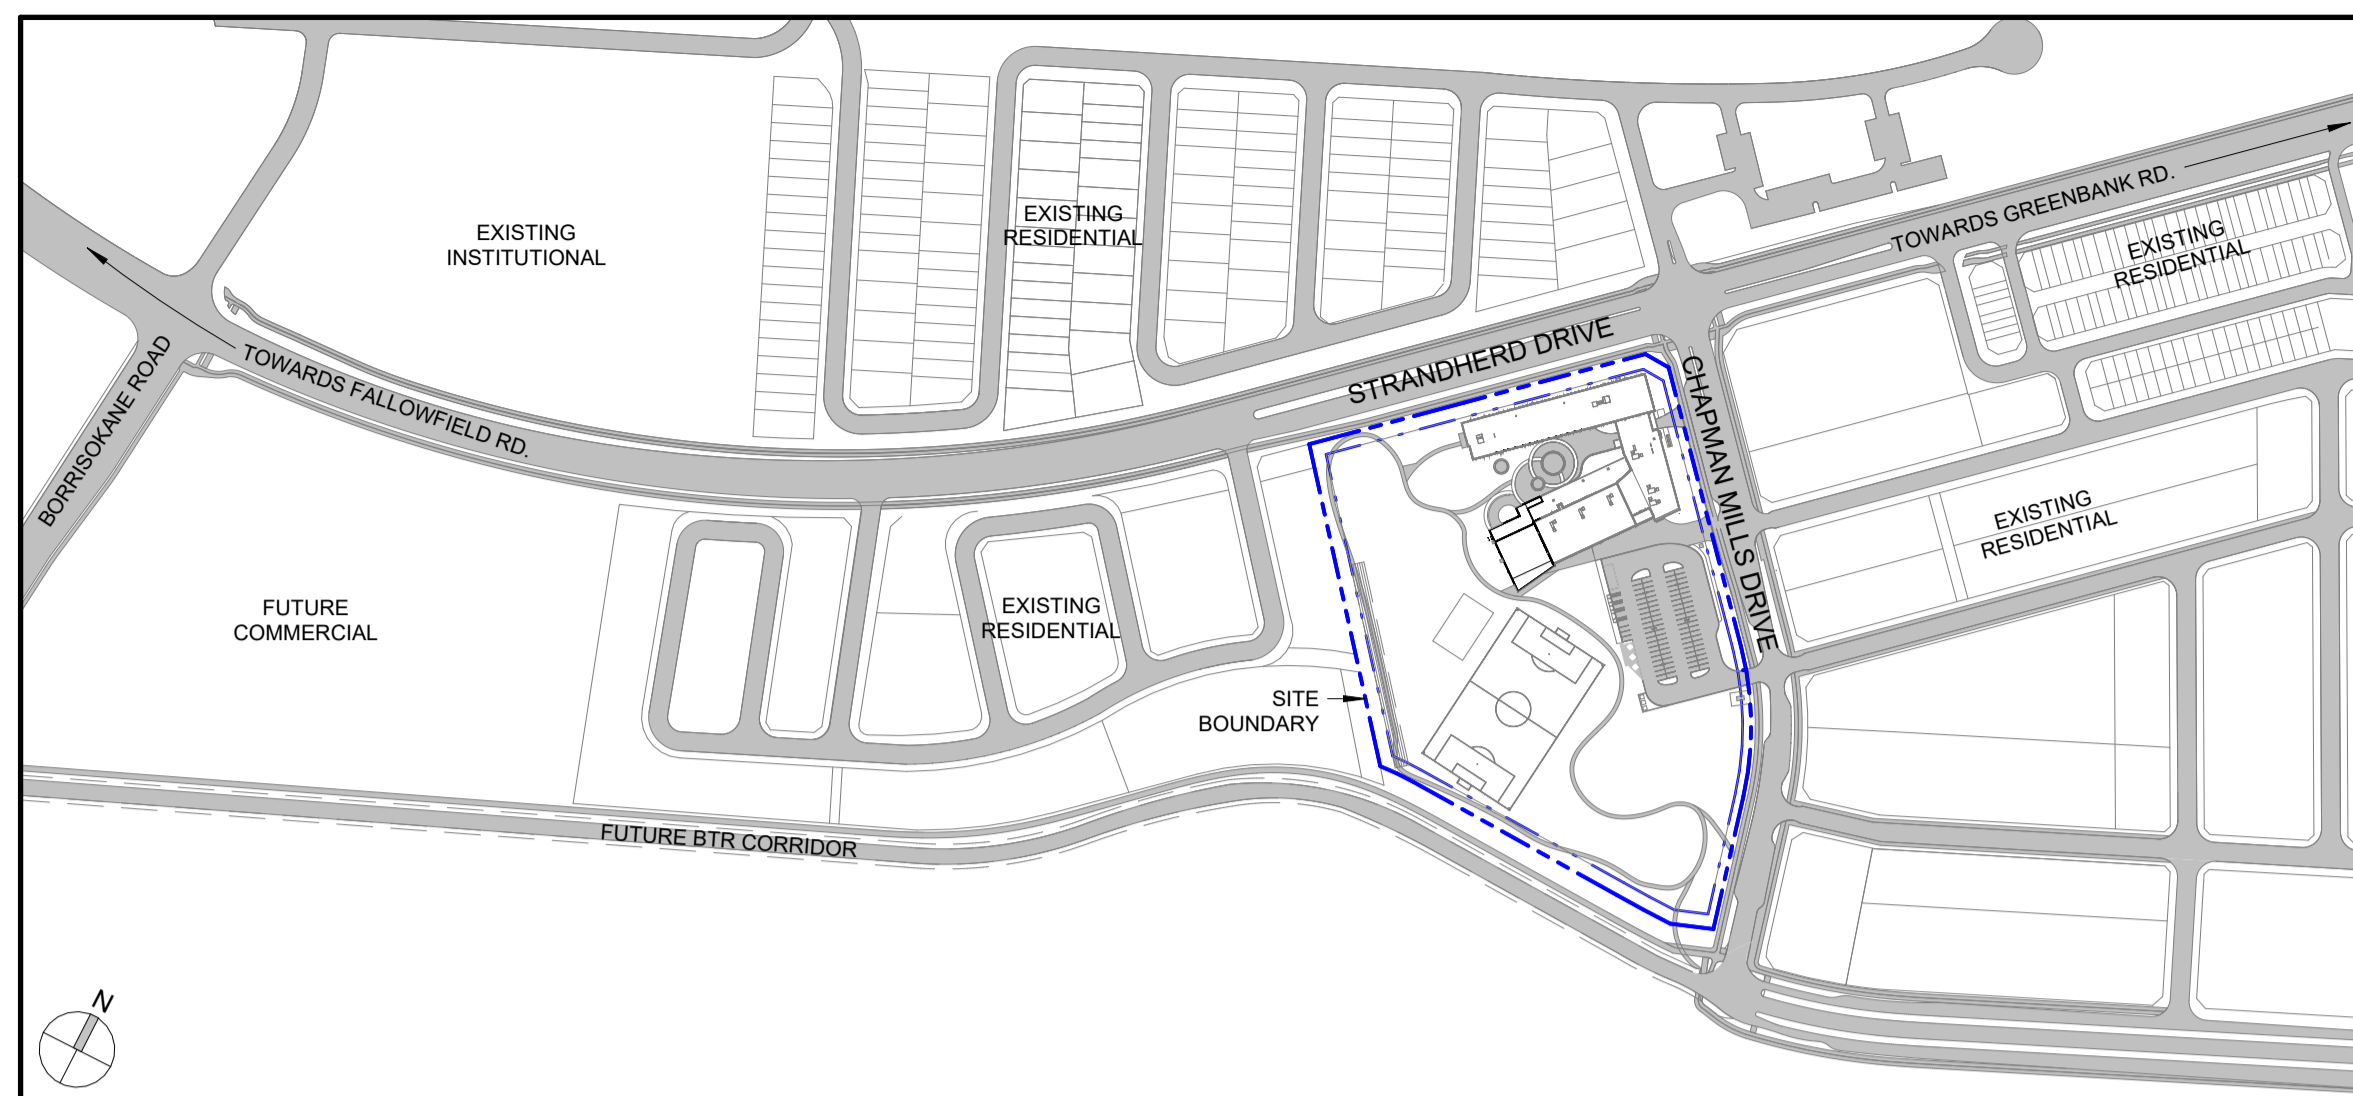 EXISTING
INSTITUTIONAL
EXISTING
RESIDENTIAL
TOWARDS GREENBANK RD.
EXISTING
RESIDENTIAL
STRANDHERD DRIVE
TOWARDS FALLOWFIELD RD.
BORRISOKANE ROAD
CHAPMAN MILLS DRIVE
EXISTING
RESIDENTIAL
FUTURE
COMMERCIAL
EXISTING
RESIDENTIAL
SITE
BOUNDARY
FUTURE BTR CORRIDOR
N